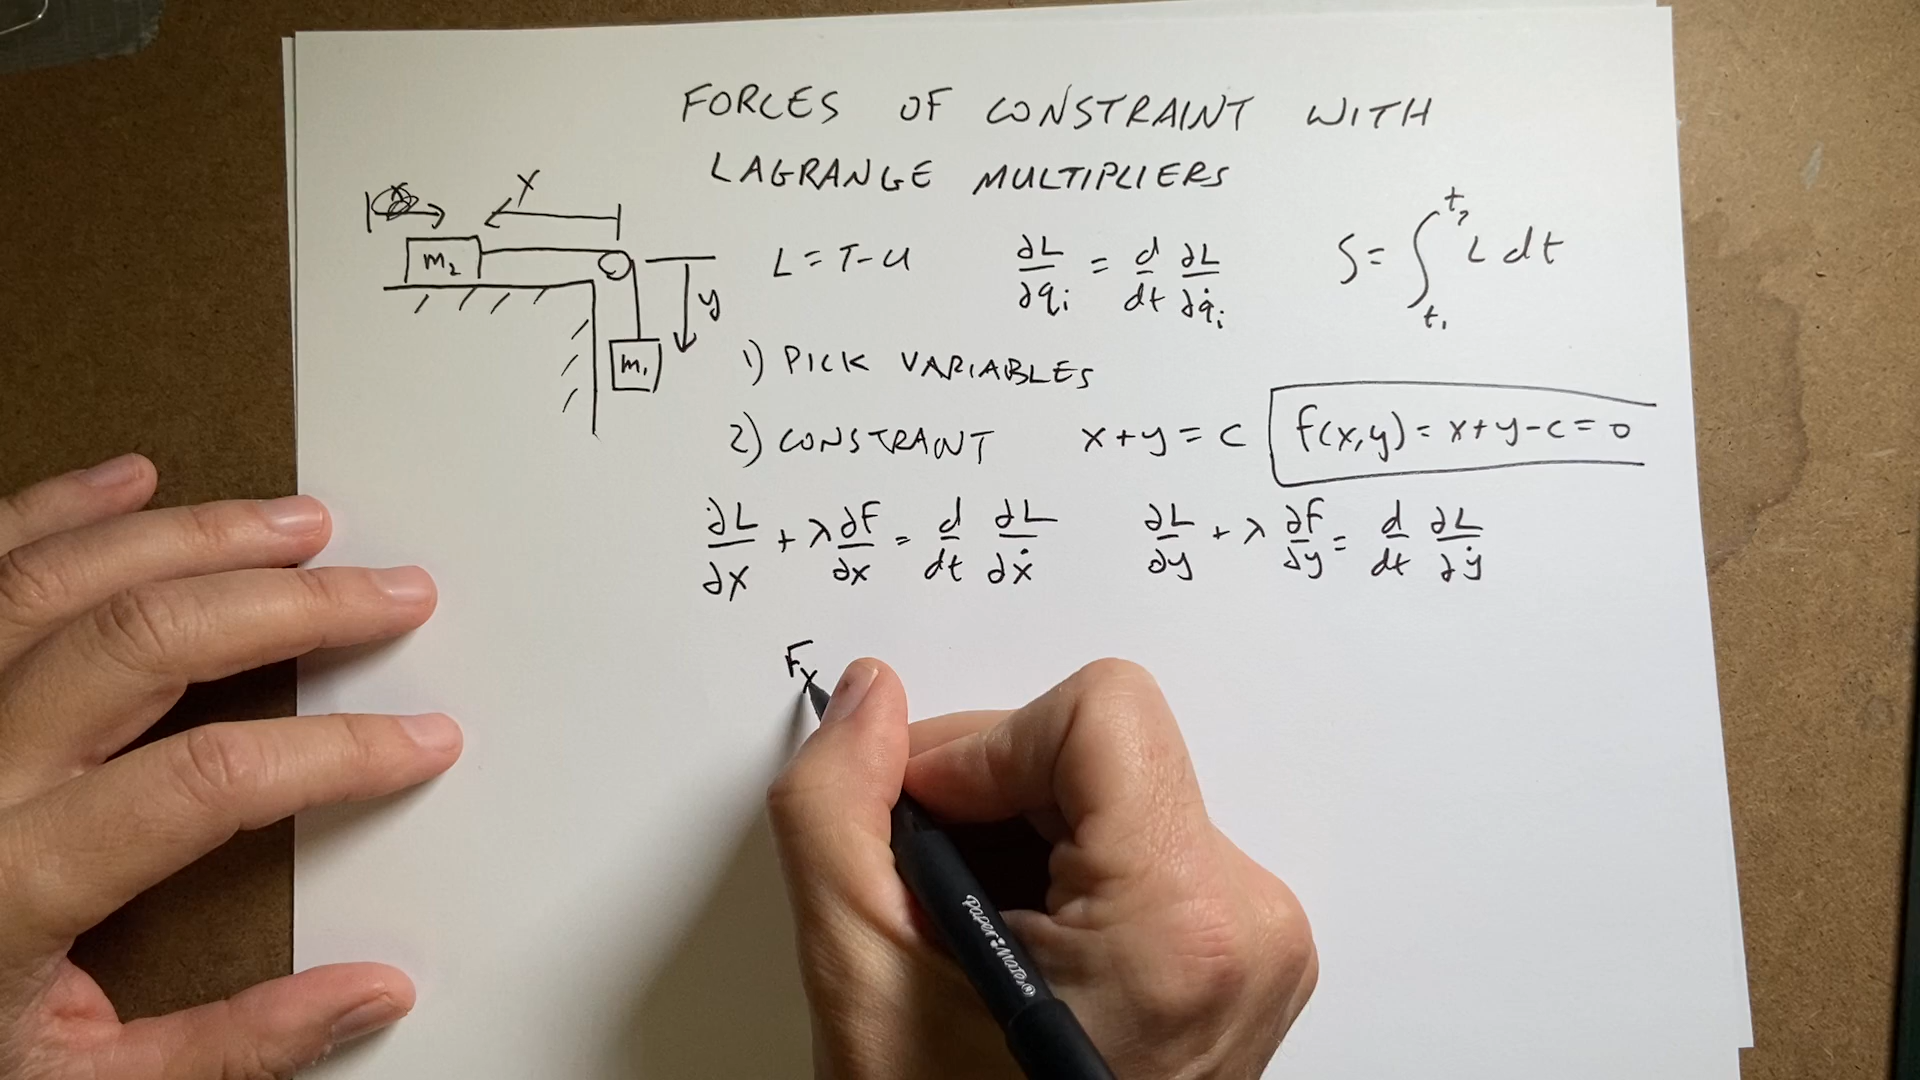 FORCES OF CONSTRAINT WITH
LAGRANGE MULTIPLIERS
x
m₂
y
m₁
L = T-U ∂L/∂qᵢ = d/dt ∂L/∂q̇ᵢ S = ∫ₜ₁^t₂ L dt
1) PICK VARIABLES
2) CONSTRANT x+y = c f(x,y) = x+y-c = 0
∂L/∂x + λ ∂f/∂x = d/dt ∂L/∂ẋ ∂L/∂y + λ ∂f/∂y = d/dt ∂L/∂ẏ
Fx
Paper Mate®